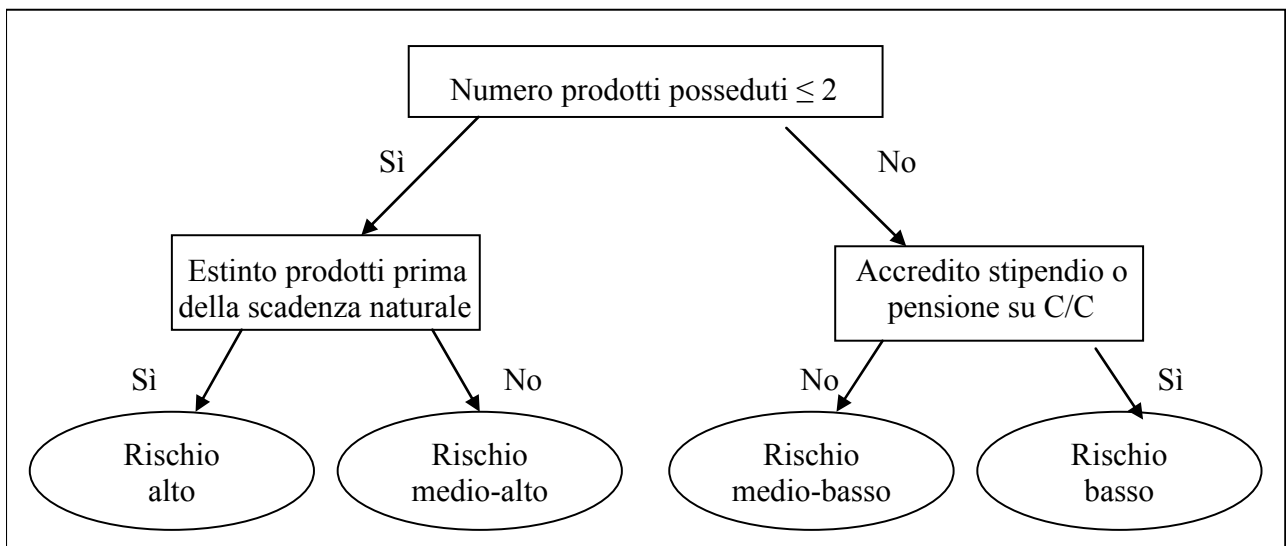 Numero prodotti posseduti ≤ 2
Sì
No
Estinto prodotti prima
della scadenza naturale
Accredito stipendio o
pensione su C/C
Sì
No
No
Sì
Rischio
alto
Rischio
medio-alto
Rischio
medio-basso
Rischio
basso